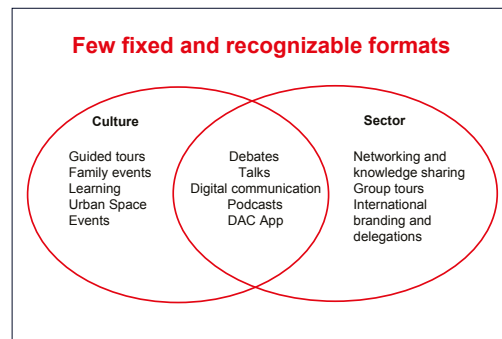 Few fixed and recognizable formats
Culture
Guided tours
Family events
Learning
Urban Space
Events
Debates
Talks
Digital communication
Podcasts
DAC App
Sector
Networking and
knowledge sharing
Group tours
International
branding and
delegations